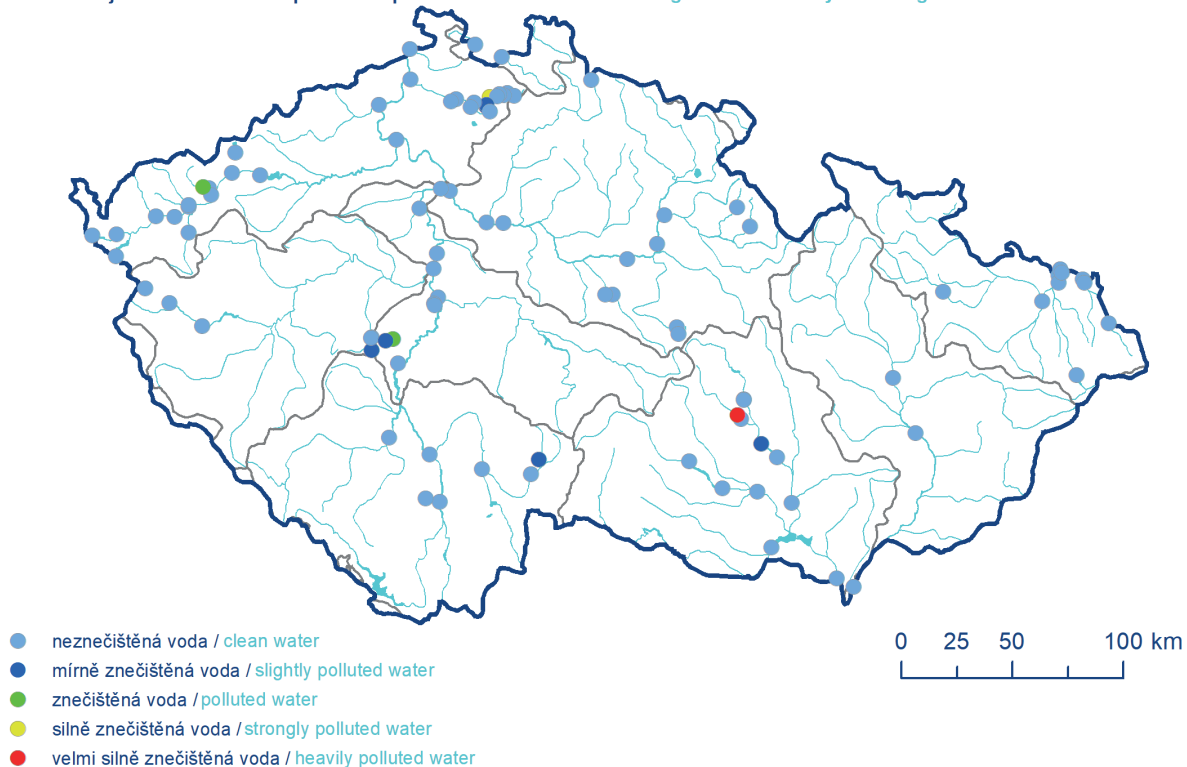 neznečištěná voda / clean water
mírně znečištěná voda / slightly polluted water
znečištěná voda / polluted water
silně znečištěná voda / strongly polluted water
velmi silně znečištěná voda / heavily polluted water
0 25 50 100 km